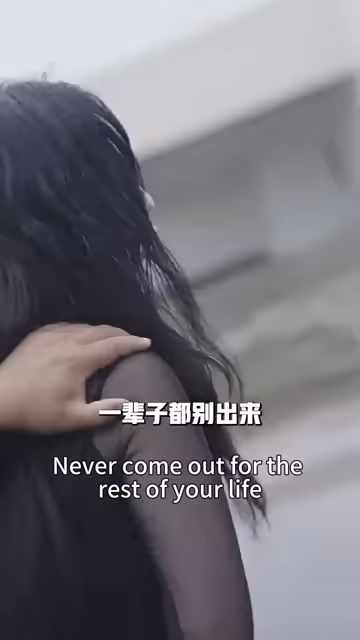 一辈子都别出来
Never come out for the
rest of your life